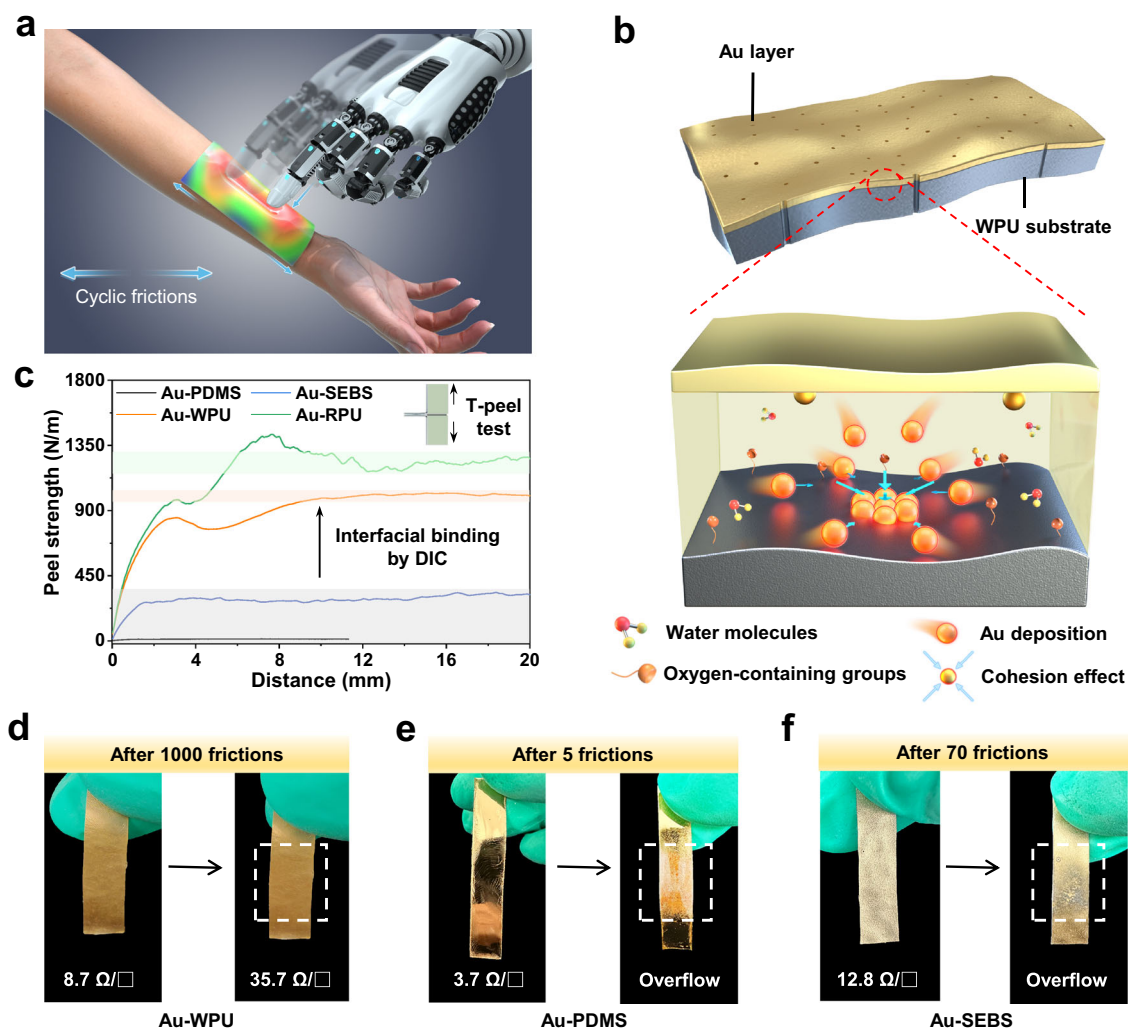 a
Cyclic frictions
b
Au layer
WPU substrate
Water molecules
Au deposition
Oxygen-containing groups
Cohesion effect
c
Peel strength (N/m)
1800
1350
900
450
0
Au-PDMS
Au-SEBS
Au-WPU
Au-RPU
T-peel
test
Interfacial binding
by DIC
0 4 8 12 16 20
Distance (mm)
d
After 1000 frictions
8.7 Ω/□
35.7 Ω/□
Au-WPU
e
After 5 frictions
3.7 Ω/□
Overflow
Au-PDMS
f
After 70 frictions
12.8 Ω/□
Overflow
Au-SEBS